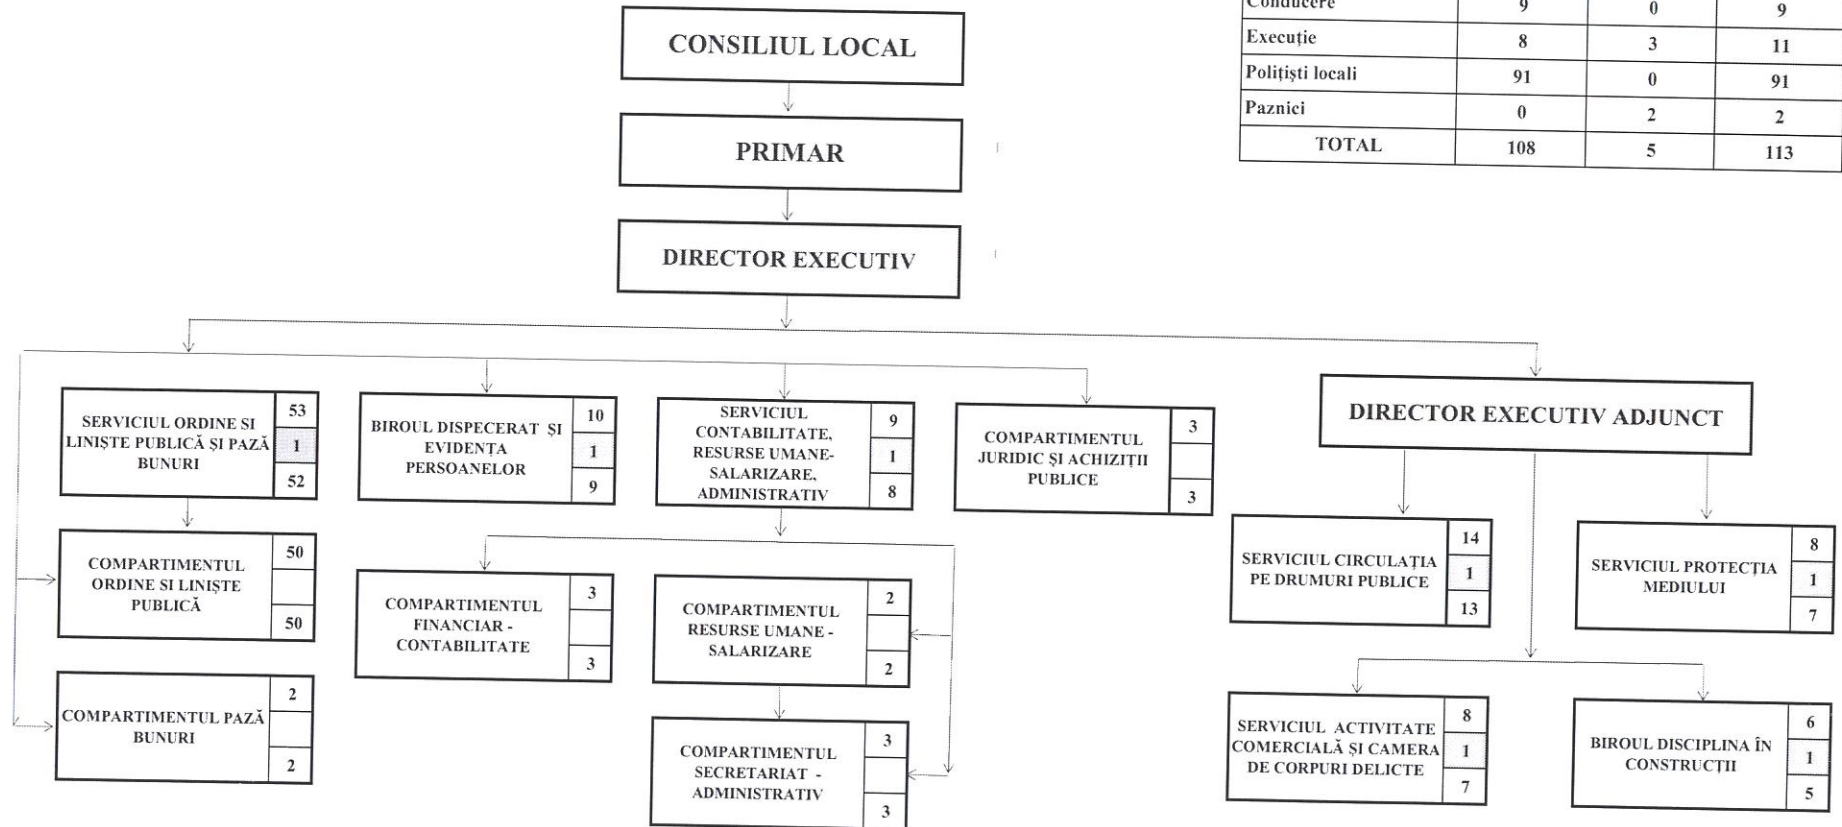 Conducere 9 0 9
Execuție 8 3 11
Polițiști locali 91 0 91
Paznici 0 2 2
TOTAL 108 5 113
CONSILIUL LOCAL
PRIMAR
DIRECTOR EXECUTIV
SERVICIUL ORDINE SI
LINIȘTE PUBLICĂ ȘI PAZĂ
BUNURI
53
1
52
BIROUL DISPECERAT ȘI
EVIDENȚA
PERSOANELOR
10
1
9
SERVICIUL
CONTABILITATE,
RESURSE UMANE-
SALARIZARE,
ADMINISTRATIV
9
1
8
COMPARTIMENTUL
JURIDIC ȘI ACHIZIȚII
PUBLICE
3
3
DIRECTOR EXECUTIV ADJUNCT
COMPARTIMENTUL
ORDINE SI LINIȘTE
PUBLICĂ
50
50
COMPARTIMENTUL
FINANCIAR -
CONTABILITATE
3
3
COMPARTIMENTUL
RESURSE UMANE -
SALARIZARE
2
2
SERVICIUL CIRCULAȚIA
PE DRUMURI PUBLICE
14
1
13
SERVICIUL PROTECȚIA
MEDIULUI
8
1
7
COMPARTIMENTUL PAZĂ
BUNURI
2
2
COMPARTIMENTUL
SECRETARIAT -
ADMINISTRATIV
3
3
SERVICIUL ACTIVITATE
COMERCIALĂ ȘI CAMERA
DE CORPURI DELICTE
8
1
7
BIROUL DISCIPLINA ÎN
CONSTRUCȚII
6
1
5